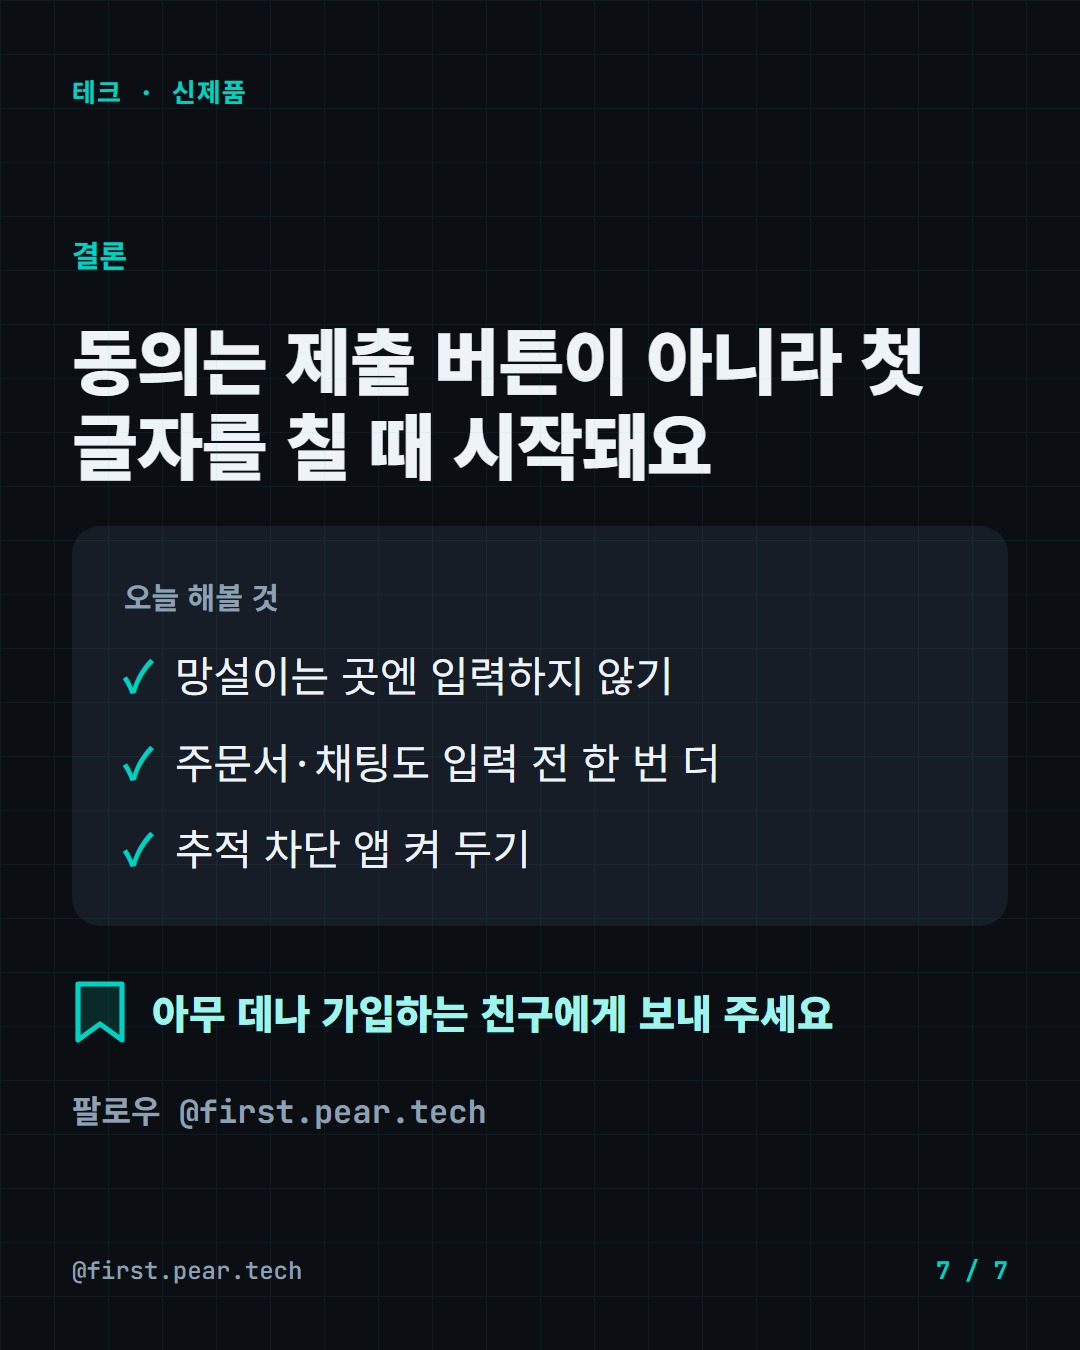 테크 · 신제품
결론
동의는 제출 버튼이 아니라 첫
글자를 칠 때 시작돼요
오늘 해볼 것
✓ 망설이는 곳엔 입력하지 않기
✓ 주문서·채팅도 입력 전 한 번 더
✓ 추적 차단 앱 켜 두기
아무 데나 가입하는 친구에게 보내 주세요
팔로우 @first.pear.tech
@first.pear.tech
7 / 7